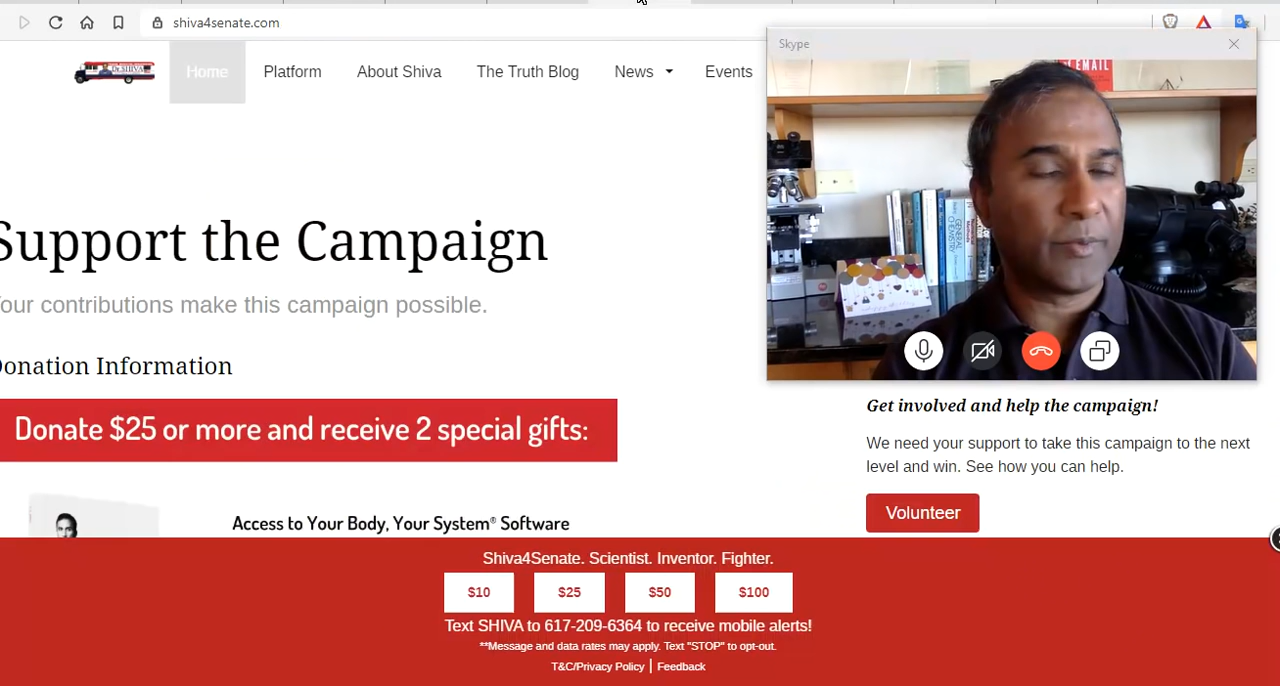 shiva4senate.com
Skype
Home Platform About Shiva The Truth Blog News Events
EMAIL
GENERAL CHEMISTRY
Support the Campaign
Your contributions make this campaign possible.
Donation Information
Donate $25 or more and receive 2 special gifts:
Access to Your Body, Your System® Software
Get involved and help the campaign!
We need your support to take this campaign to the next
level and win. See how you can help.
Volunteer
Shiva4Senate. Scientist. Inventor. Fighter.
$10 $25 $50 $100
Text SHIVA to 617-209-6364 to receive mobile alerts!
**Message and data rates may apply. Text "STOP" to opt-out.
T&C/Privacy Policy | Feedback